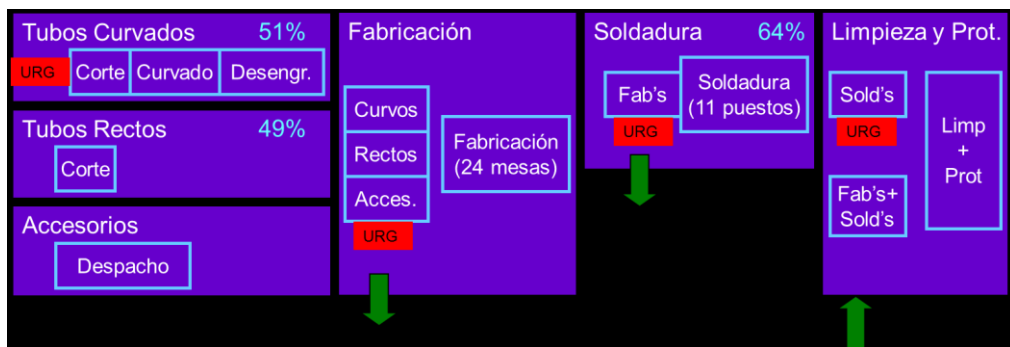 Tubos Curvados 51%
URG Corte Curvado Desengr.
Tubos Rectos 49%
Corte
Accesorios
Despacho
Fabricación
Curvos
Rectos
Acces.
URG
Fabricación
(24 mesas)
Soldadura 64%
Fab's
URG
Soldadura
(11 puestos)
Limpieza y Prot.
Sold's
URG
Fab's+
Sold's
Limp
+
Prot